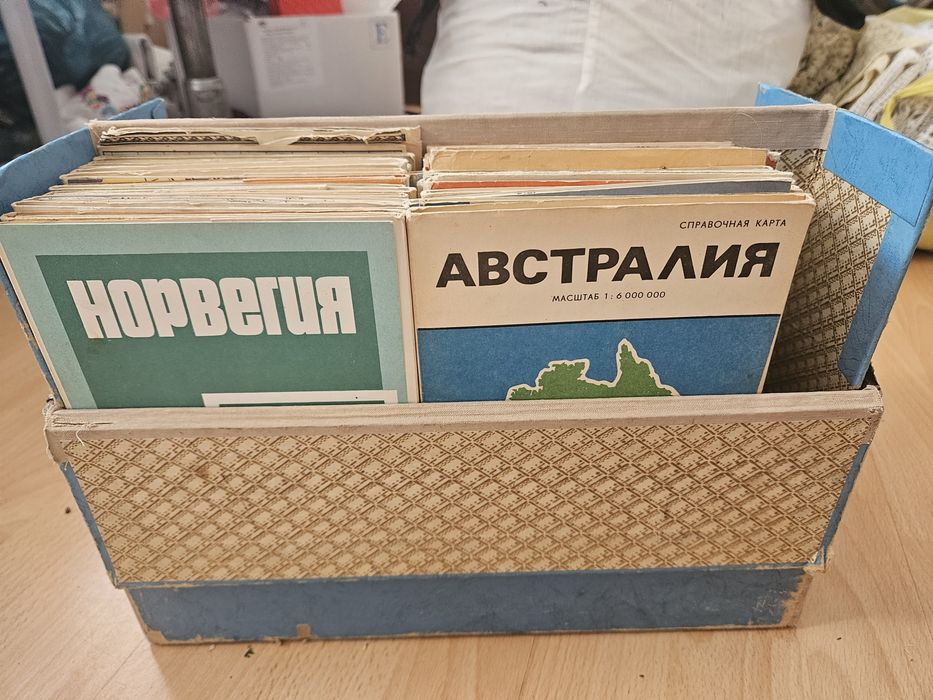 НОРВЕГИЯ
СПРАВОЧНАЯ КАРТА
АВСТРАЛИЯ
МАСШТАБ 1 : 6 000 000